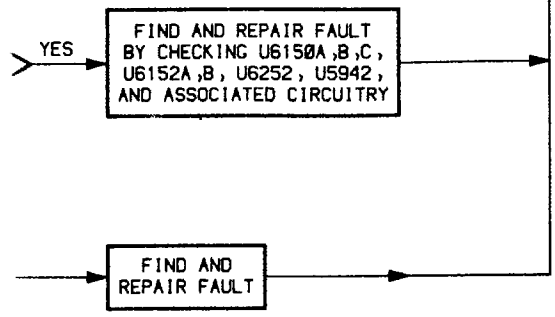 YES
FIND AND REPAIR FAULT
BY CHECKING U6150A,B,C,
U6152A,B, U6252, U5942,
AND ASSOCIATED CIRCUITRY
FIND AND
REPAIR FAULT